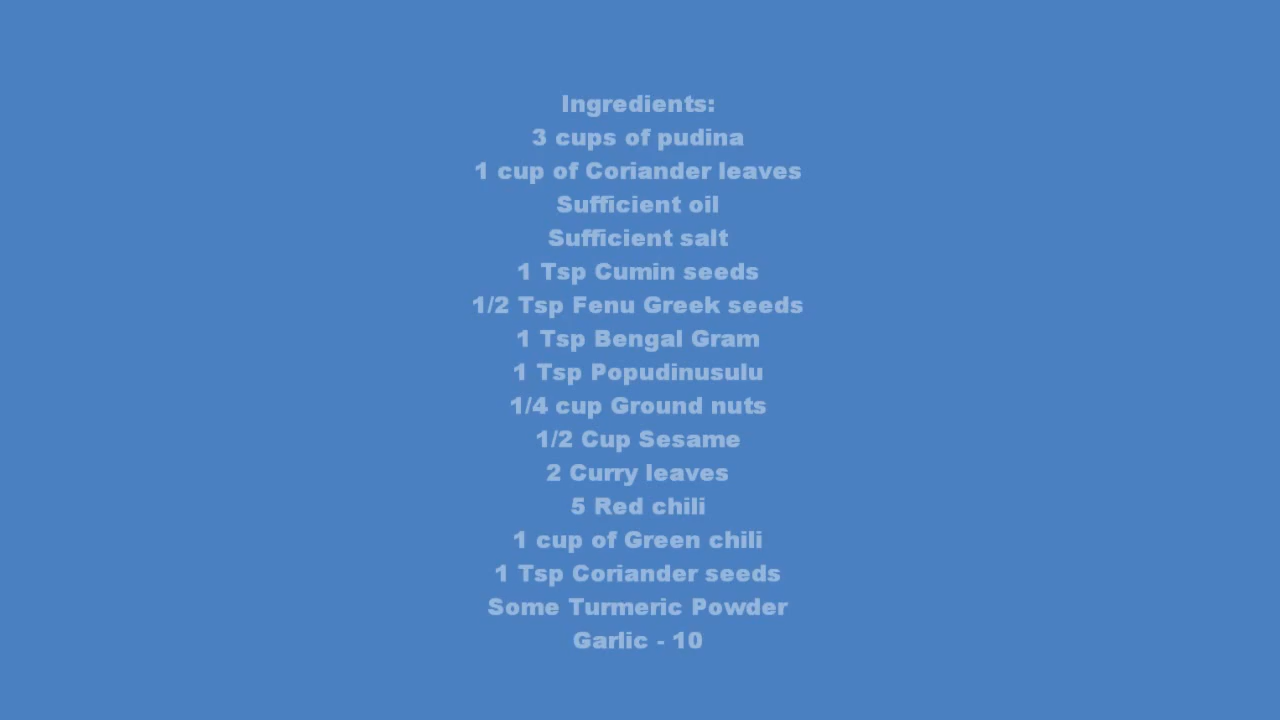 Ingredients:
3 cups of pudina
1 cup of Coriander leaves
Sufficient oil
Sufficient salt
1 Tsp Cumin seeds
1/2 Tsp Fenu Greek seeds
1 Tsp Bengal Gram
1 Tsp Popudinusulu
1/4 cup Ground nuts
1/2 Cup Sesame
2 Curry leaves
5 Red chili
1 cup of Green chili
1 Tsp Coriander seeds
Some Turmeric Powder
Garlic - 10